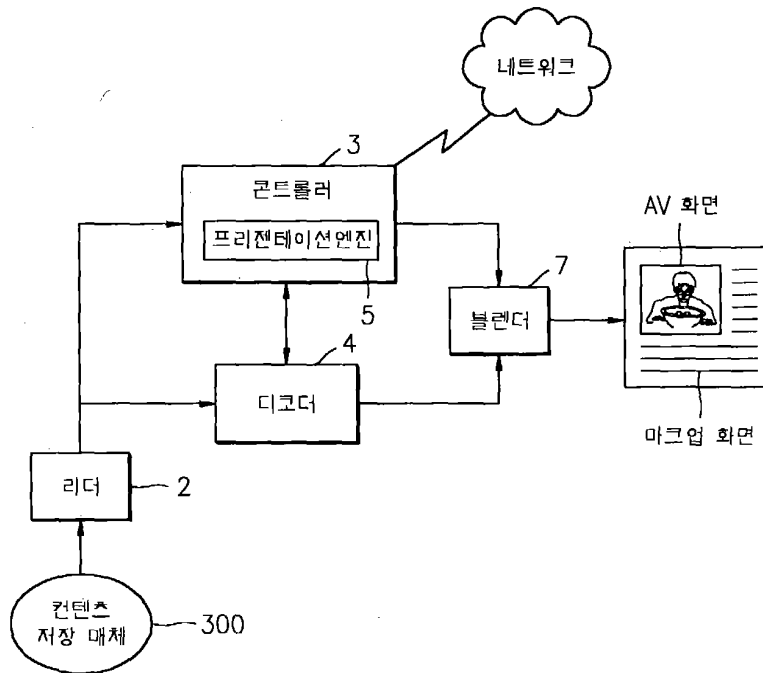 네트워크
3
콘트롤러
프리젠테이션엔진
5
AV 화면
7
블렌더
4
디코더
마크업 화면
리더
2
컨텐츠
저장 매체
300